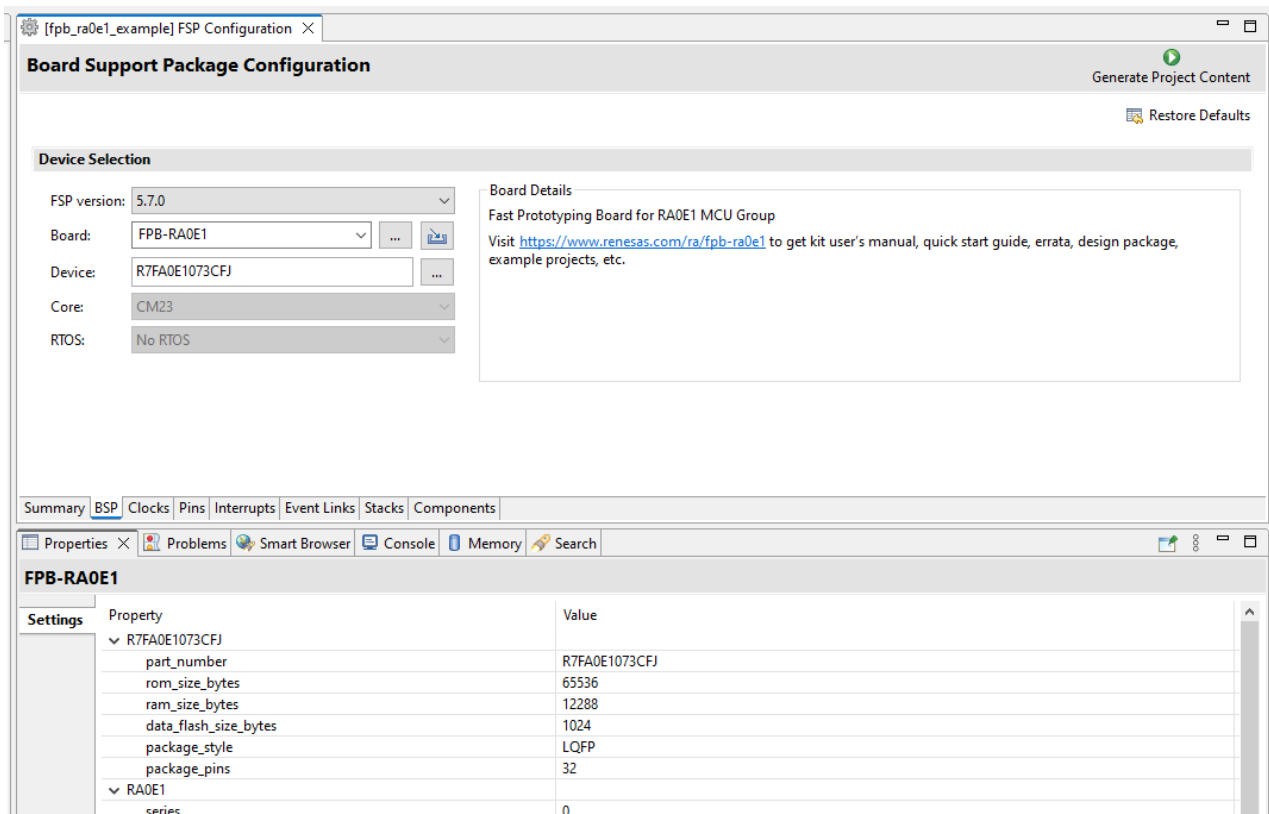 [fpb_ra0e1_example] FSP Configuration
Board Support Package Configuration
Generate Project Content
Restore Defaults
Device Selection
FSP version: 5.7.0
Board: FPB-RA0E1 ...
Device: R7FA0E1073CFJ ...
Core: CM23
RTOS: No RTOS
Board Details
Fast Prototyping Board for RA0E1 MCU Group
Visit https://www.renesas.com/ra/fpb-ra0e1 to get kit user's manual, quick start guide, errata, design package,
example projects, etc.
Summary BSP Clocks Pins Interrupts Event Links Stacks Components
Properties Problems Smart Browser Console Memory Search
FPB-RA0E1
Settings
Property Value
R7FA0E1073CFJ
part_number R7FA0E1073CFJ
rom_size_bytes 65536
ram_size_bytes 12288
data_flash_size_bytes 1024
package_style LQFP
package_pins 32
RA0E1
series 0